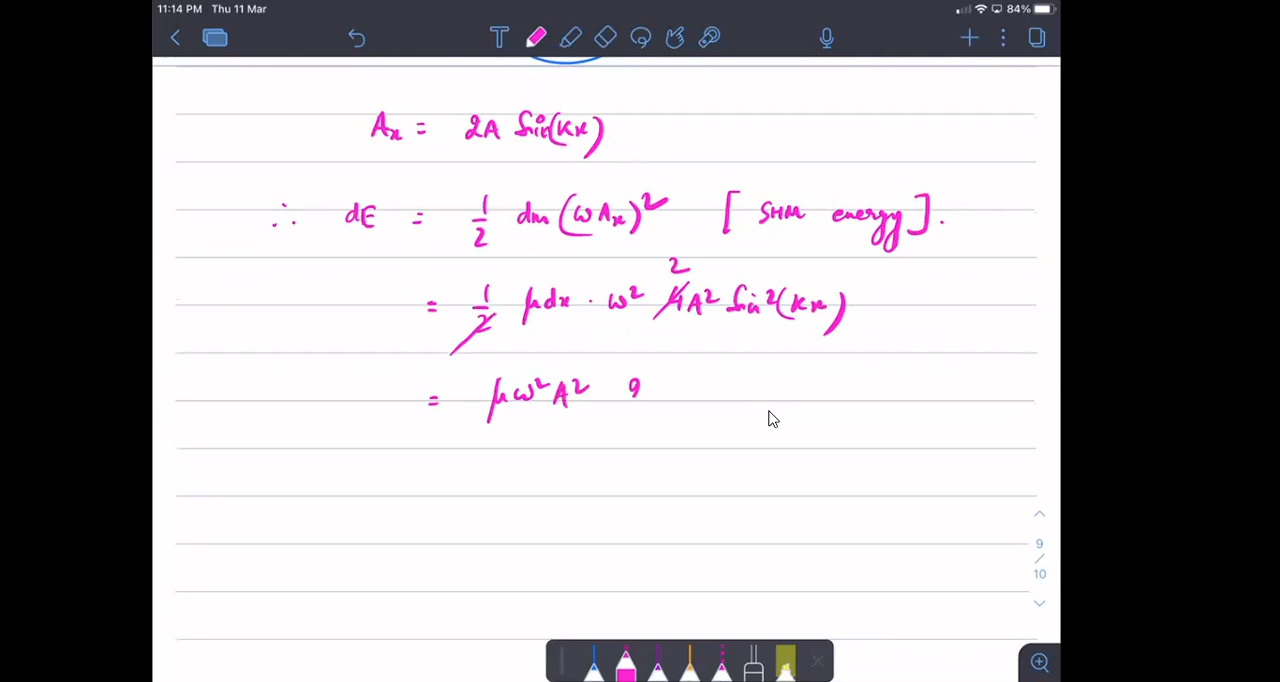 11:14 PM Thu 11 Mar 84%
T
Ax = 2A Sin(Kx)
∴ dE = 1/2 dm (ωAx)² [ SHM energy ].
2
= 1/2 μdx · ω² 4A² Sin²(Kx)
= μω²A² 9
9
/
10